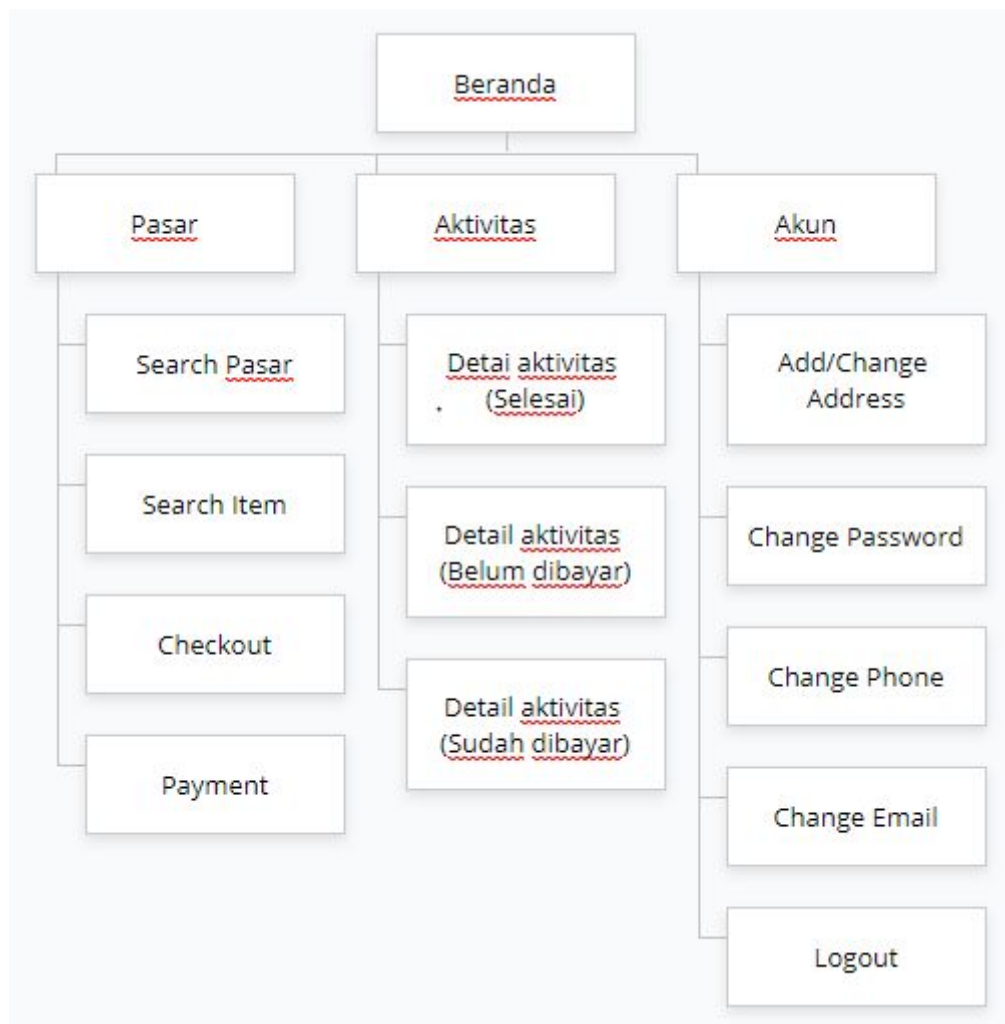 Beranda
Pasar
Search Pasar
Search Item
Checkout
Payment
Aktivitas
Detai aktivitas
(Selesai)
Detail aktivitas
(Belum dibayar)
Detail aktivitas
(Sudah dibayar)
Akun
Add/Change
Address
Change Password
Change Phone
Change Email
Logout